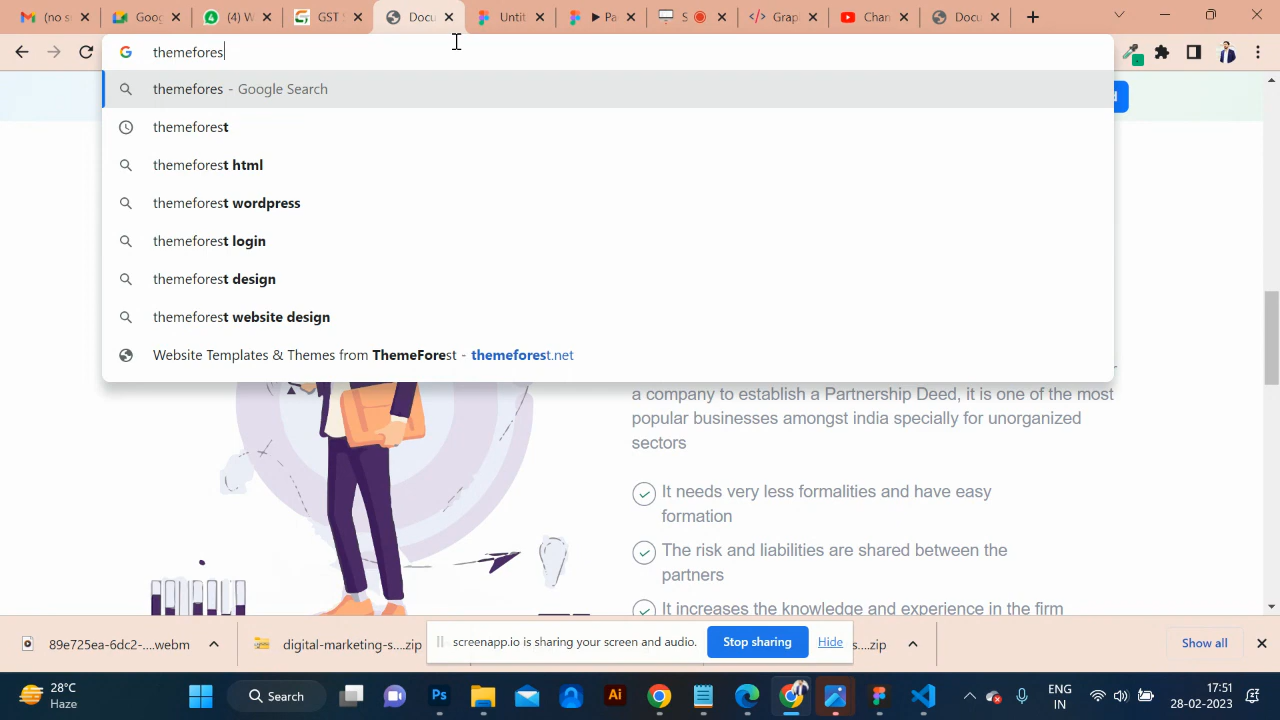 (no s
Goog
(4) W
GST S
Docu
Untit
Pa
S
Graph
Chan
Docu
themefores
themefores - Google Search
themeforest
themeforest html
themeforest wordpress
themeforest login
themeforest design
themeforest website design
Website Templates & Themes from ThemeForest - themeforest.net
a company to establish a Partnership Deed, it is one of the most
popular businesses amongst india specially for unorganized
sectors
It needs very less formalities and have easy
formation
The risk and liabilities are shared between the
partners
It increases the knowledge and experience in the firm
89e725ea-6dc2-....webm
digital-marketing-s....zip
screenapp.io is sharing your screen and audio.
Stop sharing
Hide
s....zip
Show all
28°C
Haze
Search
Ps
Ai
ENG
IN
17:51
28-02-2023